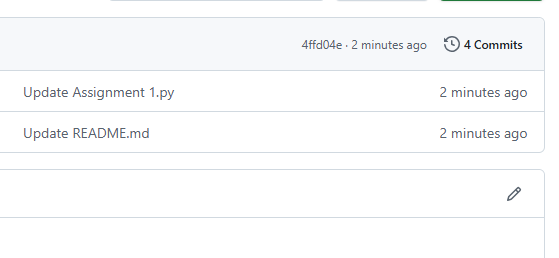 4ffd04e · 2 minutes ago 4 Commits
Update Assignment 1.py 2 minutes ago
Update README.md 2 minutes ago